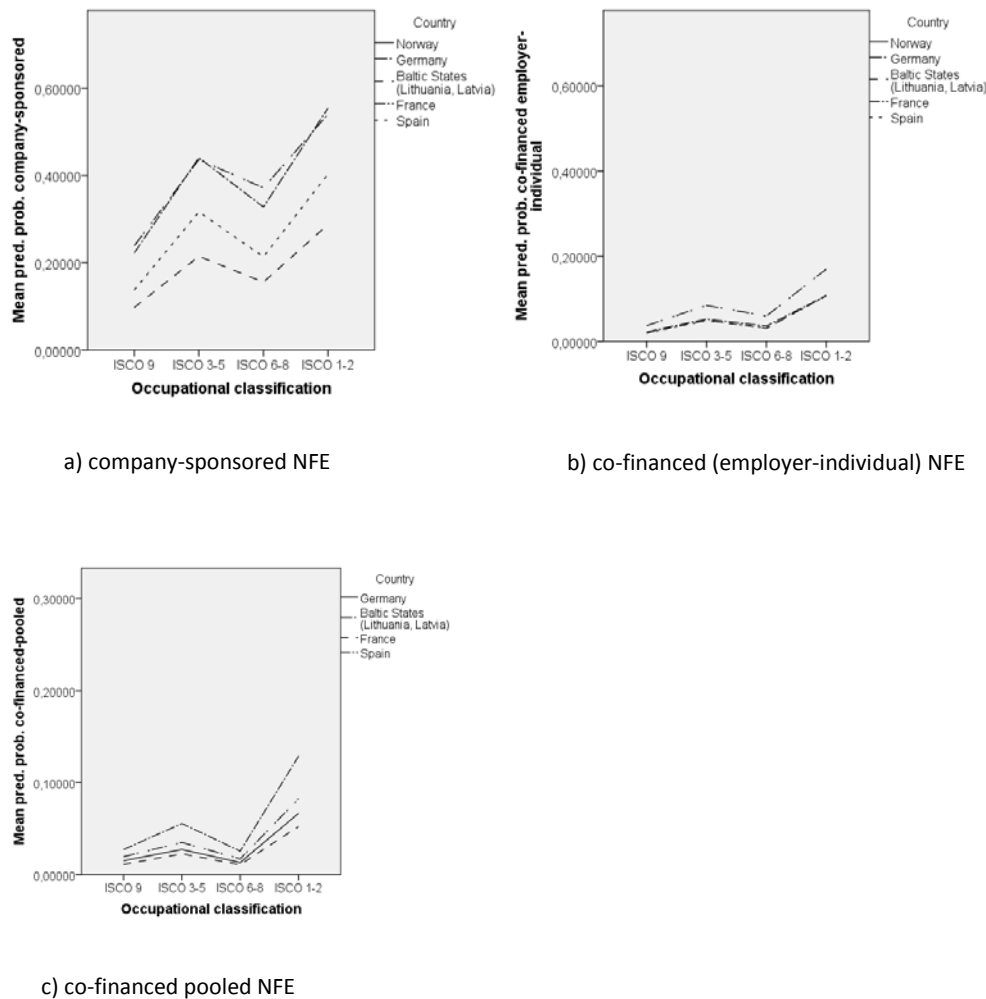 Country
Norway
Germany
Baltic States
(Lithuania, Latvia)
France
Spain
Mean pred. prob. company-sponsored
0,60000
0,40000
0,20000
0,00000
ISCO 9
ISCO 3-5
ISCO 6-8
ISCO 1-2
Occupational classification
a) company-sponsored NFE
Country
Norway
Germany
Baltic States
(Lithuania, Latvia)
France
Spain
Mean pred. prob. co-financed employer-
individual
0,60000
0,40000
0,20000
0,00000
ISCO 9
ISCO 3-5
ISCO 6-8
ISCO 1-2
Occupational classification
b) co-financed (employer-individual) NFE
Country
Germany
Baltic States
(Lithuania, Latvia)
France
Spain
Mean pred. prob. co-financed-pooled
0,30000
0,20000
0,10000
0,00000
ISCO 9
ISCO 3-5
ISCO 6-8
ISCO 1-2
Occupational classification
c) co-financed pooled NFE